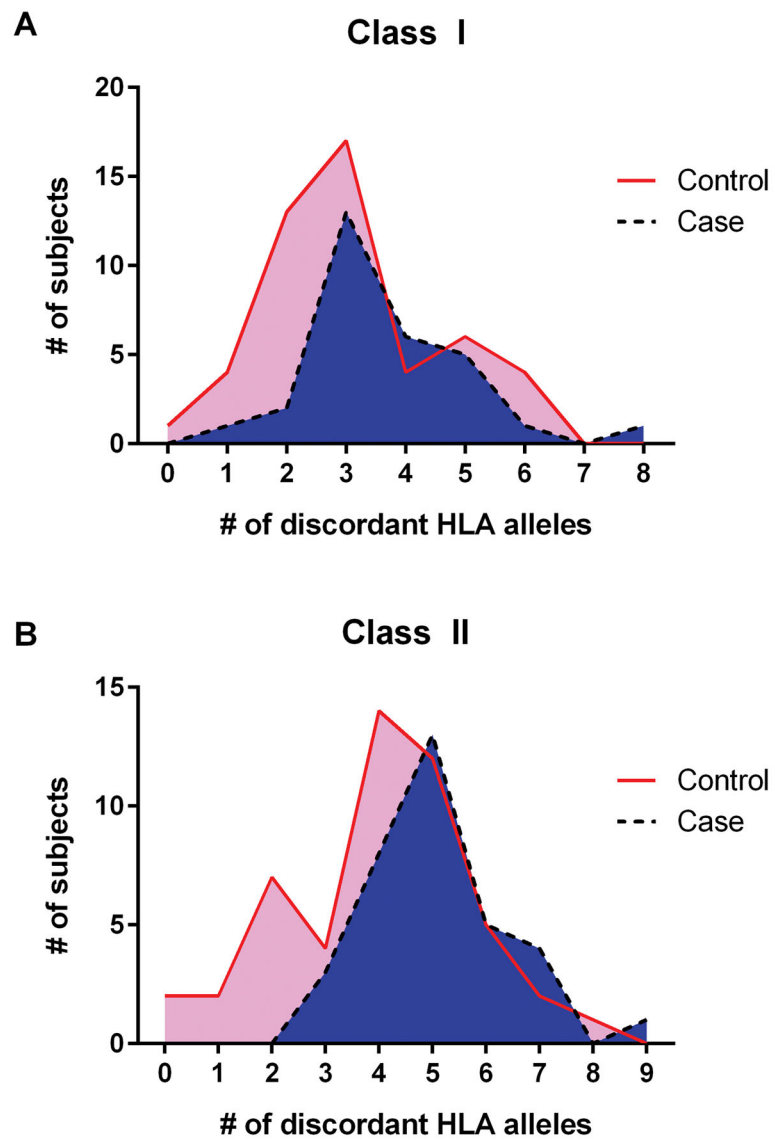 A
Class I
20
15
10
5
0
# of subjects
Control
Case
0 1 2 3 4 5 6 7 8
# of discordant HLA alleles
B
Class II
15
10
5
0
# of subjects
Control
Case
0 1 2 3 4 5 6 7 8 9
# of discordant HLA alleles